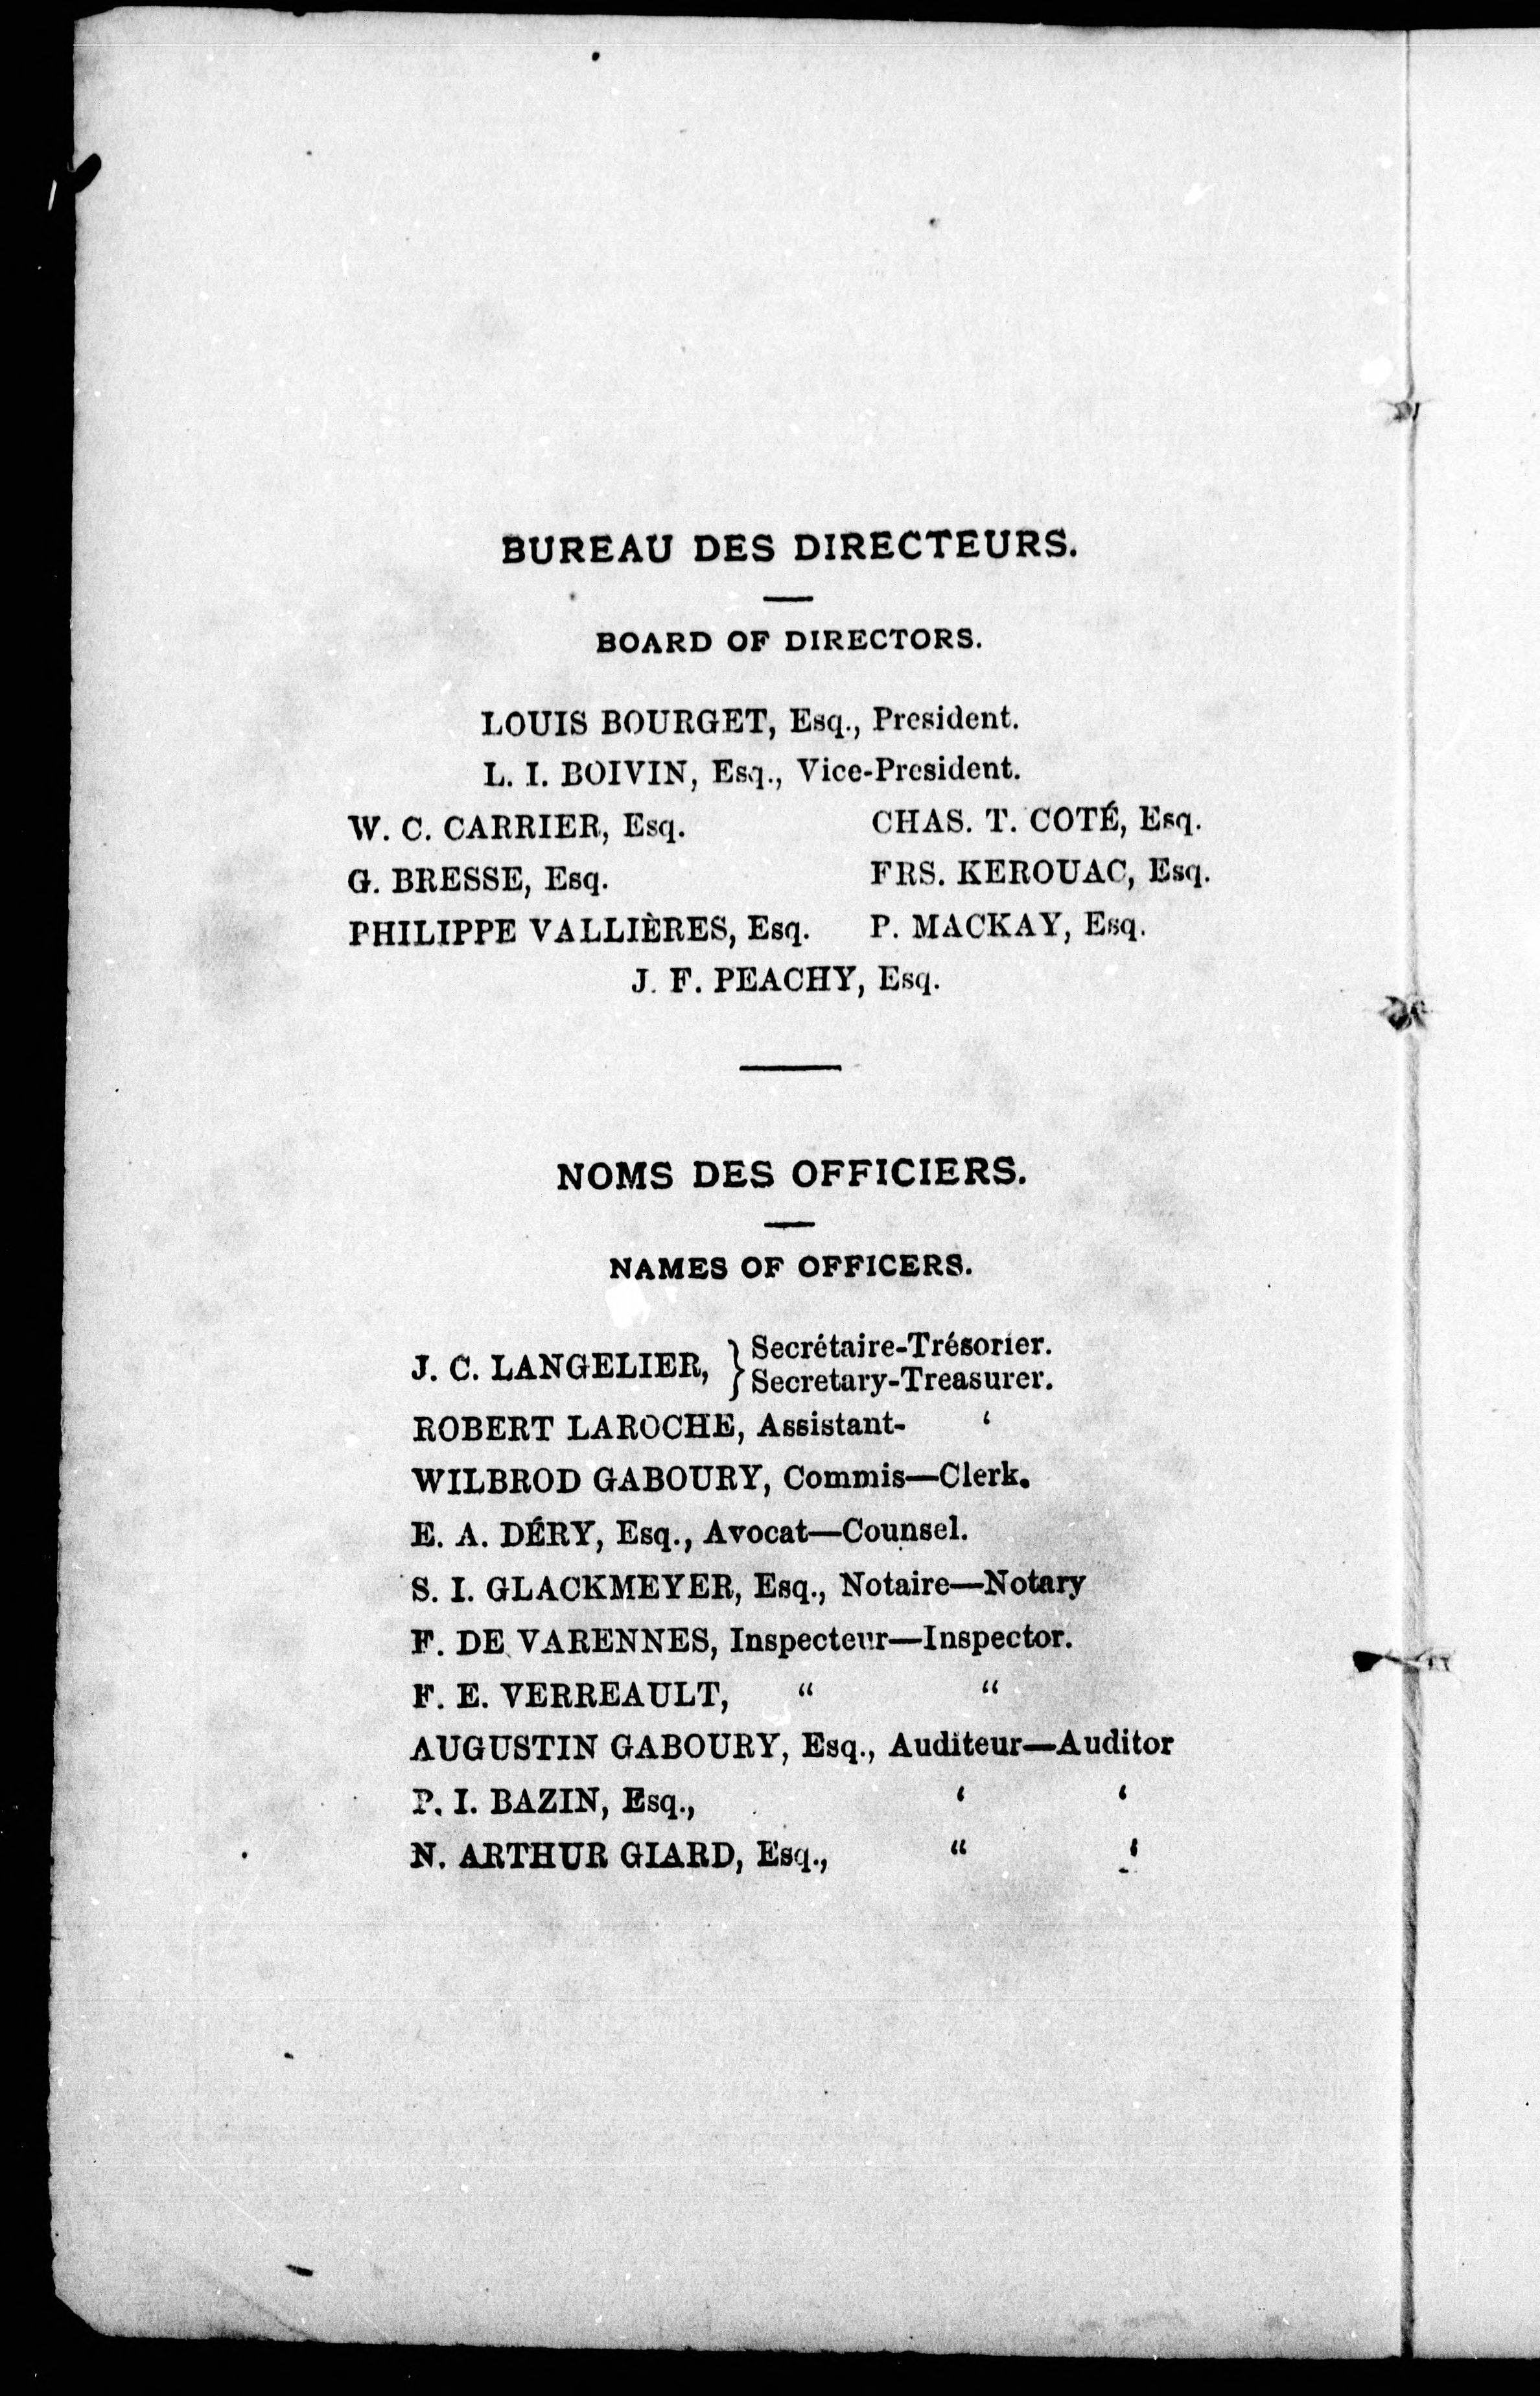 BUREAU DES DIRECTEURS.
BOARD OF DIRECTORS.
LOUIS BOURGET, Esq., President.
L. I. BOIVIN, Esq., Vice-President.
W. C. CARRIER, Esq. CHAS. T. COTÉ, Esq.
G. BRESSE, Esq. FRS. KEROUAC, Esq.
PHILIPPE VALLIÈRES, Esq. P. MACKAY, Esq.
J. F. PEACHY, Esq.
NOMS DES OFFICIERS.
NAMES OF OFFICERS.
J. C. LANGELIER, } Secrétaire-Trésorier.
Secretary-Treasurer.
ROBERT LAROCHE, Assistant- ‘
WILBROD GABOURY, Commis—Clerk.
E. A. DÉRY, Esq., Avocat—Counsel.
S. I. GLACKMEYER, Esq., Notaire—Notary
F. DE VARENNES, Inspecteur—Inspector.
F. E. VERREAULT, “ “
AUGUSTIN GABOURY, Esq., Auditeur—Auditor
P. I. BAZIN, Esq., ‘ ‘
N. ARTHUR GIARD, Esq., “ ‘